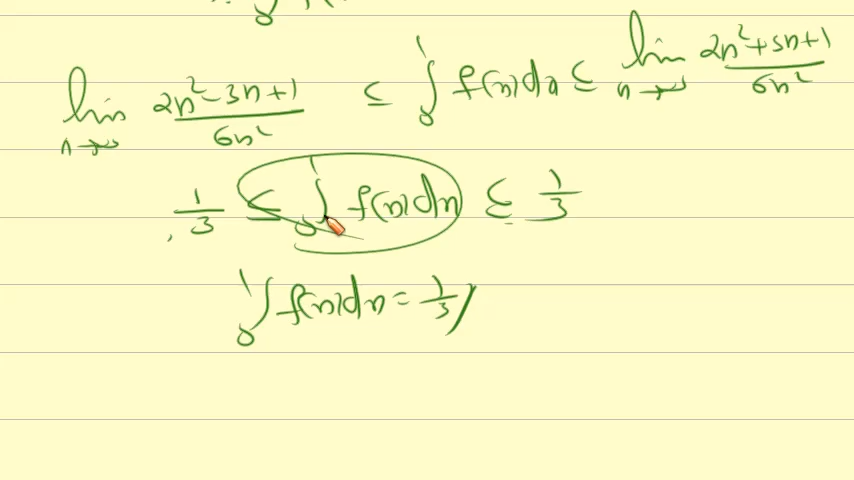 lim n→∞ (2n²-3n+1)/(6n²) ≤ ∫₀¹ f(x)dx ≤ lim n→∞ (2n²+3n+1)/(6n²)
1/3 ≤ ∫₀¹ f(x)dx ≤ 1/3
∫₀¹ f(x)dx = 1/3